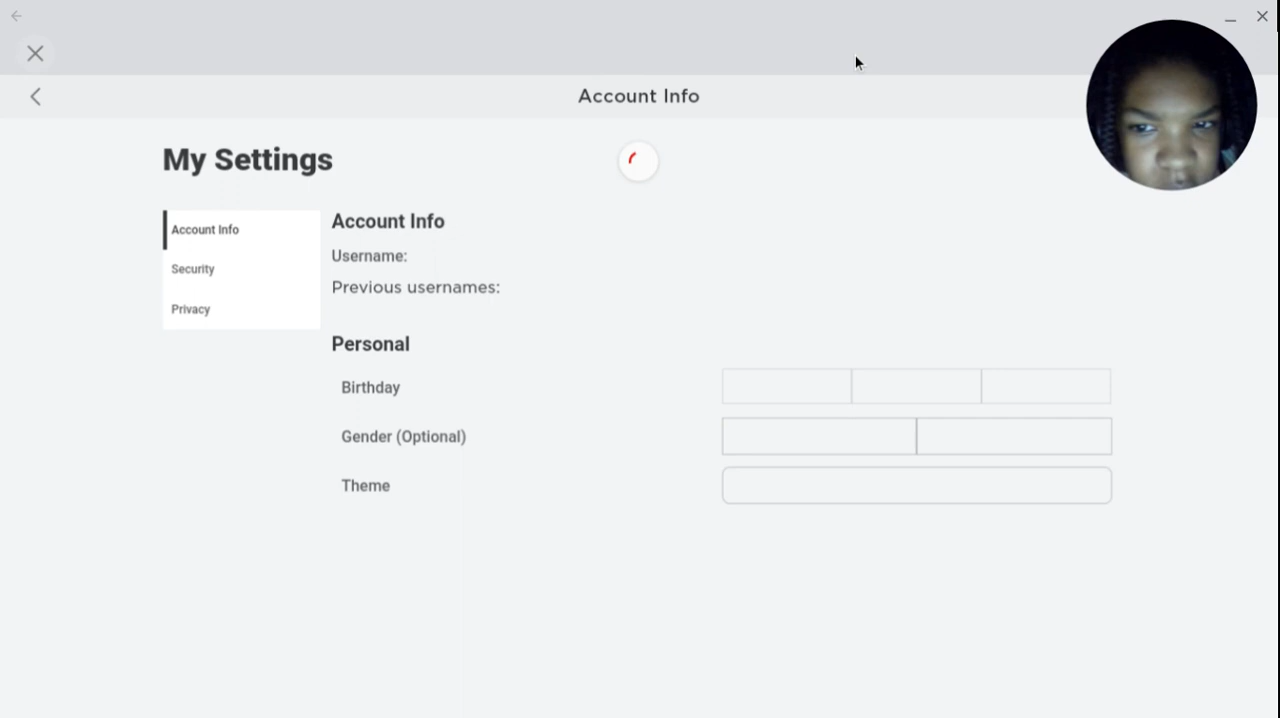 Account Info
My Settings
Account Info
Security
Privacy
Account Info
Username:
Previous usernames:
Personal
Birthday
Gender (Optional)
Theme